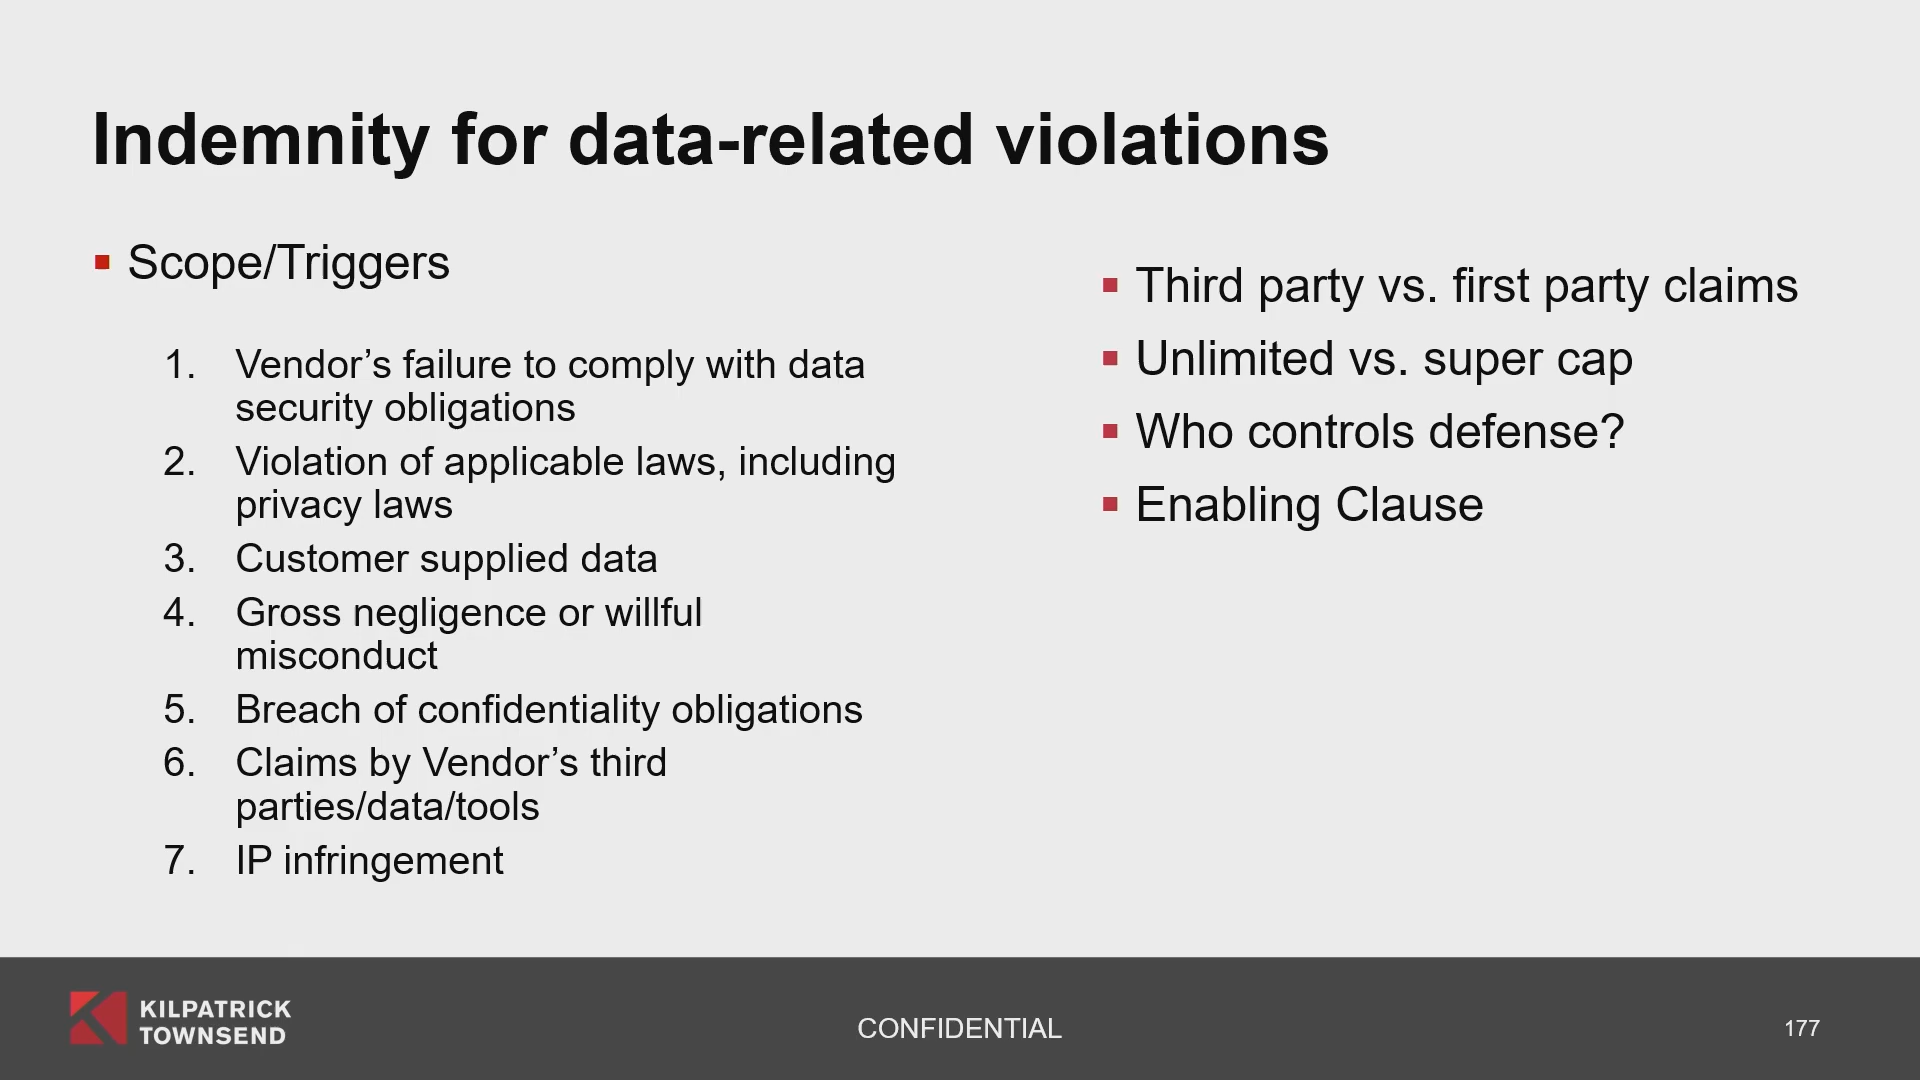 Indemnity for data-related violations
▪ Scope/Triggers
1. Vendor’s failure to comply with data
security obligations
2. Violation of applicable laws, including
privacy laws
3. Customer supplied data
4. Gross negligence or willful
misconduct
5. Breach of confidentiality obligations
6. Claims by Vendor’s third
parties/data/tools
7. IP infringement
▪ Third party vs. first party claims
▪ Unlimited vs. super cap
▪ Who controls defense?
▪ Enabling Clause
KILPATRICK
TOWNSEND
CONFIDENTIAL
177